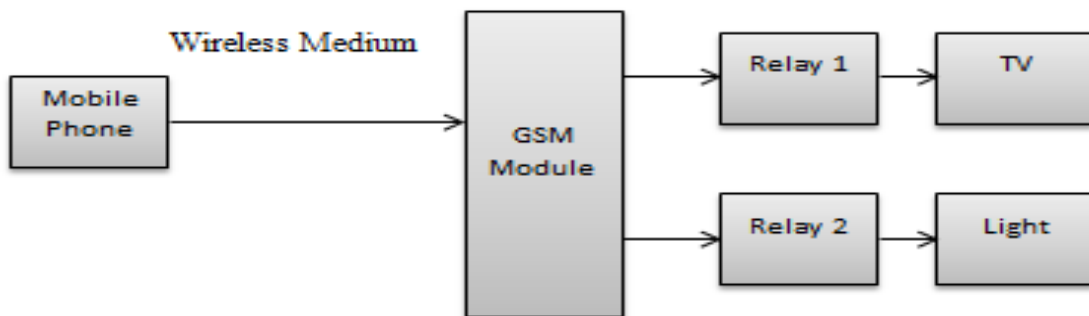 Wireless Medium
Mobile
Phone
GSM
Module
Relay 1
TV
Relay 2
Light